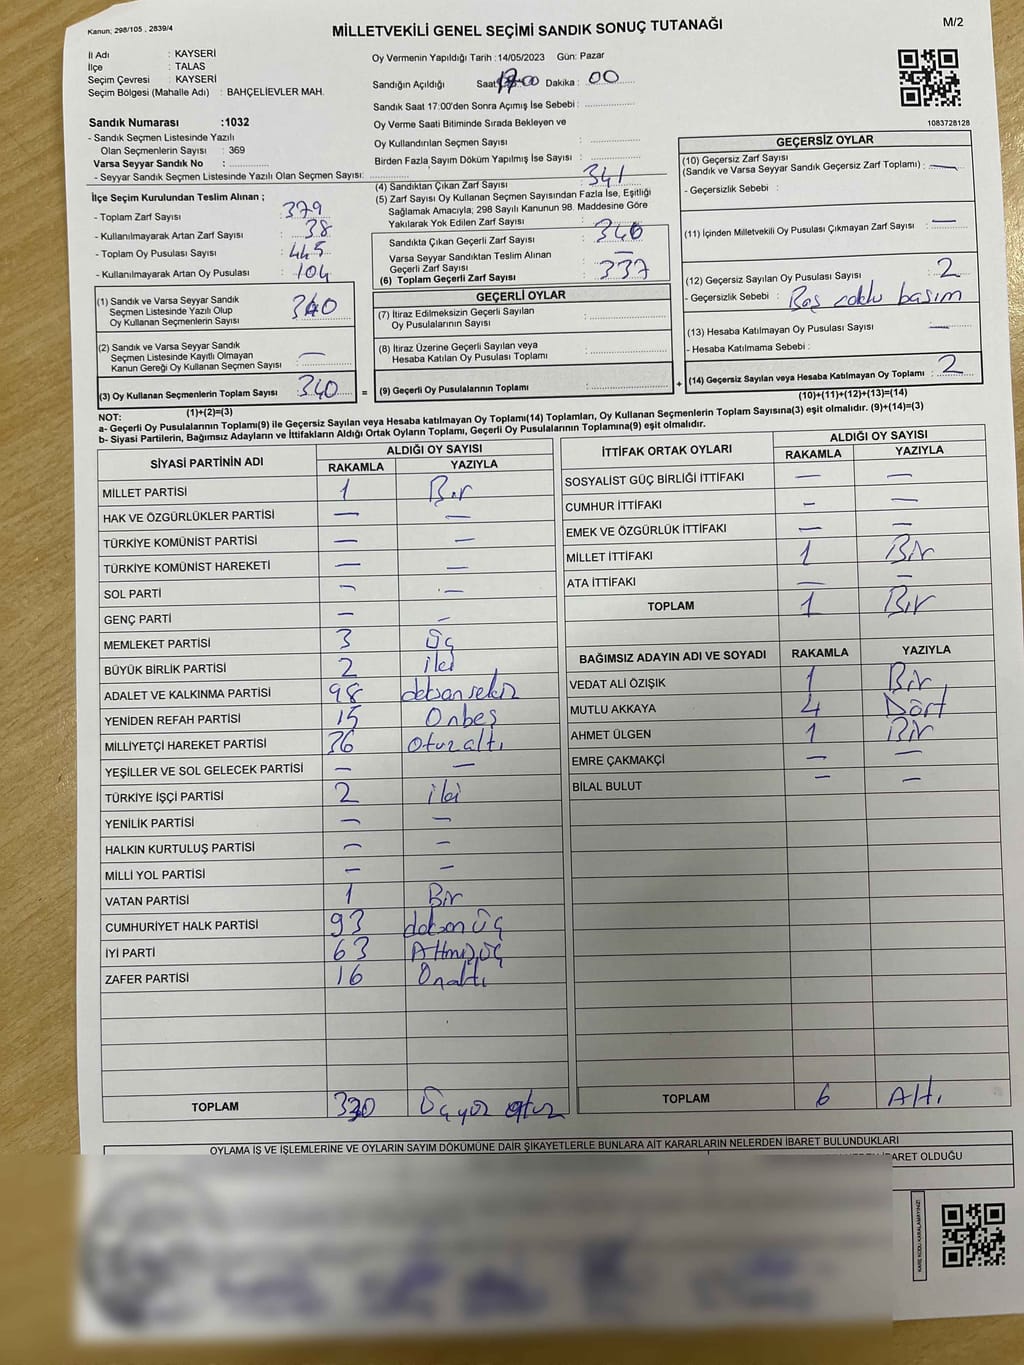 Kanun; 298/105 , 2839/4
MİLLETVEKİLİ GENEL SEÇİMİ SANDIK SONUÇ TUTANAĞI
M/2
İl Adı : KAYSERİ
İlçe : TALAS
Seçim Çevresi : KAYSERİ
Seçim Bölgesi (Mahalle Adı) : BAHÇELİEVLER MAH.
Sandık Numarası :1032
- Sandık Seçmen Listesinde Yazılı
Olan Seçmenlerin Sayısı : 369
Varsa Seyyar Sandık No :
- Seyyar Sandık Seçmen Listesinde Yazılı Olan Seçmen Sayısı:
Oy Vermenin Yapıldığı Tarih : 14/05/2023 Gün: Pazar
Sandığın Açıldığı Saat 17:00 Dakika : 00
Sandık Saat 17:00'den Sonra Açımış İse Sebebi :
Oy Verme Saati Bitiminde Sırada Bekleyen ve
Oy Kullandırılan Seçmen Sayısı :
Birden Fazla Sayım Döküm Yapılmış İse Sayısı :
1083728128
İlçe Seçim Kurulundan Teslim Alınan ;
- Toplam Zarf Sayısı : 379
- Kullanılmayarak Artan Zarf Sayısı : 38
- Toplam Oy Pusulası Sayısı : 445
- Kullanılmayarak Artan Oy Pusulası : 104
(4) Sandıktan Çıkan Zarf Sayısı : 341
(5) Zarf Sayısı Oy Kullanan Seçmen Sayısından Fazla İse, Eşitliği
Sağlamak Amacıyla; 298 Sayılı Kanunun 98. Maddesine Göre
Yakılarak Yok Edilen Zarf Sayısı :
Sandıkta Çıkan Geçerli Zarf Sayısı : 340
Varsa Seyyar Sandıktan Teslim Alınan
Geçerli Zarf Sayısı : —
(6) Toplam Geçerli Zarf Sayısı : 337
GEÇERSİZ OYLAR
(10) Geçersiz Zarf Sayısı
(Sandık ve Varsa Seyyar Sandık Geçersiz Zarf Toplamı) : —
- Geçersizlik Sebebi :
(11) İçinden Milletvekili Oy Pusulası Çıkmayan Zarf Sayısı : —
(12) Geçersiz Sayılan Oy Pusulası Sayısı : 2
- Geçersizlik Sebebi : basım
(13) Hesaba Katılmayan Oy Pusulası Sayısı : —
- Hesaba Katılmama Sebebi :
(14) Geçersiz Sayılan veya Hesaba Katılmayan Oy Toplamı : 2
(10)+(11)+(12)+(13)=(14)
(1) Sandık ve Varsa Seyyar Sandık
Seçmen Listesinde Yazılı Olup
Oy Kullanan Seçmenlerin Sayısı : 340
(2) Sandık ve Varsa Seyyar Sandık
Seçmen Listesinde Kayıtlı Olmayan
Kanun Gereği Oy Kullanan Seçmen Sayısı : —
(3) Oy Kullanan Seçmenlerin Toplam Sayısı : 340 =
(1)+(2)=(3)
GEÇERLİ OYLAR
(7) İtiraz Edilmeksizin Geçerli Sayılan
Oy Pusulalarının Sayısı :
(8) İtiraz Üzerine Geçerli Sayılan veya
Hesaba Katılan Oy Pusulası Toplamı :
(9) Geçerli Oy Pusulalarının Toplamı : +
NOT:
a- Geçerli Oy Pusulalarının Toplamı(9) ile Geçersiz Sayılan veya Hesaba katılmayan Oy Toplamı(14) Toplamları, Oy Kullanan Seçmenlerin Toplam Sayısına(3) eşit olmalıdır. (9)+(14)=(3)
b- Siyasi Partilerin, Bağımsız Adayların ve İttifakların Aldığı Ortak Oyların Toplamı, Geçerli Oy Pusulalarının Toplamına(9) eşit olmalıdır.
SİYASİ PARTİNİN ADI ALDIĞI OY SAYISI
RAKAMLA YAZIYLA
MİLLET PARTİSİ 1 Bir
HAK VE ÖZGÜRLÜKLER PARTİSİ — —
TÜRKİYE KOMÜNİST PARTİSİ — —
TÜRKİYE KOMÜNİST HAREKETİ — —
SOL PARTİ — —
GENÇ PARTİ — —
MEMLEKET PARTİSİ 3 Üç
BÜYÜK BİRLİK PARTİSİ 2 iki
ADALET VE KALKINMA PARTİSİ 98 doksansekiz
YENİDEN REFAH PARTİSİ 15 Onbeş
MİLLİYETÇİ HAREKET PARTİSİ 36 Otuzaltı
YEŞİLLER VE SOL GELECEK PARTİSİ — —
TÜRKİYE İŞÇİ PARTİSİ 2 iki
YENİLİK PARTİSİ — —
HALKIN KURTULUŞ PARTİSİ — —
MİLLİ YOL PARTİSİ — —
VATAN PARTİSİ 1 Bir
CUMHURİYET HALK PARTİSİ 93 doksan üç
İYİ PARTİ 63 Altmışüç
ZAFER PARTİSİ 16 Onaltı
TOPLAM 330 Üçyüz otuz
İTTİFAK ORTAK OYLARI ALDIĞI OY SAYISI
RAKAMLA YAZIYLA
SOSYALİST GÜÇ BİRLİĞİ İTTİFAKI — —
CUMHUR İTTİFAKI — —
EMEK VE ÖZGÜRLÜK İTTİFAKI — —
MİLLET İTTİFAKI 1 Bir
ATA İTTİFAKI — —
TOPLAM 1 Bir
BAĞIMSIZ ADAYIN ADI VE SOYADI RAKAMLA YAZIYLA
VEDAT ALİ ÖZIŞIK 1 Bir
MUTLU AKKAYA 4 Dört
AHMET ÜLGEN 1 Bir
EMRE ÇAKMAKÇİ — —
BİLAL BULUT — —
TOPLAM 6 Altı
OYLAMA İŞ VE İŞLEMLERİNE VE OYLARIN SAYIM DÖKÜMÜNE DAİR ŞİKAYETLERLE BUNLARA AİT KARARLARIN NELERDEN İBARET BULUNDUKLARI
İBARET OLDUĞU
KARE KODU KARALAMAYINIZ!